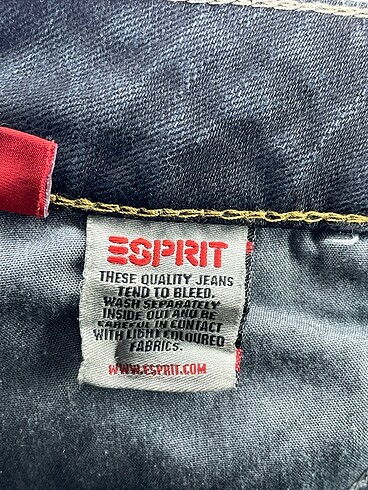 ESPRIT
THESE QUALITY JEANS
TEND TO BLEED,
WASH SEPARATELY
INSIDE OUT AND BE
CAREFUL IN CONTACT
WITH LIGHT COLOURED
FABRICS.
WWW.ESPRIT.COM